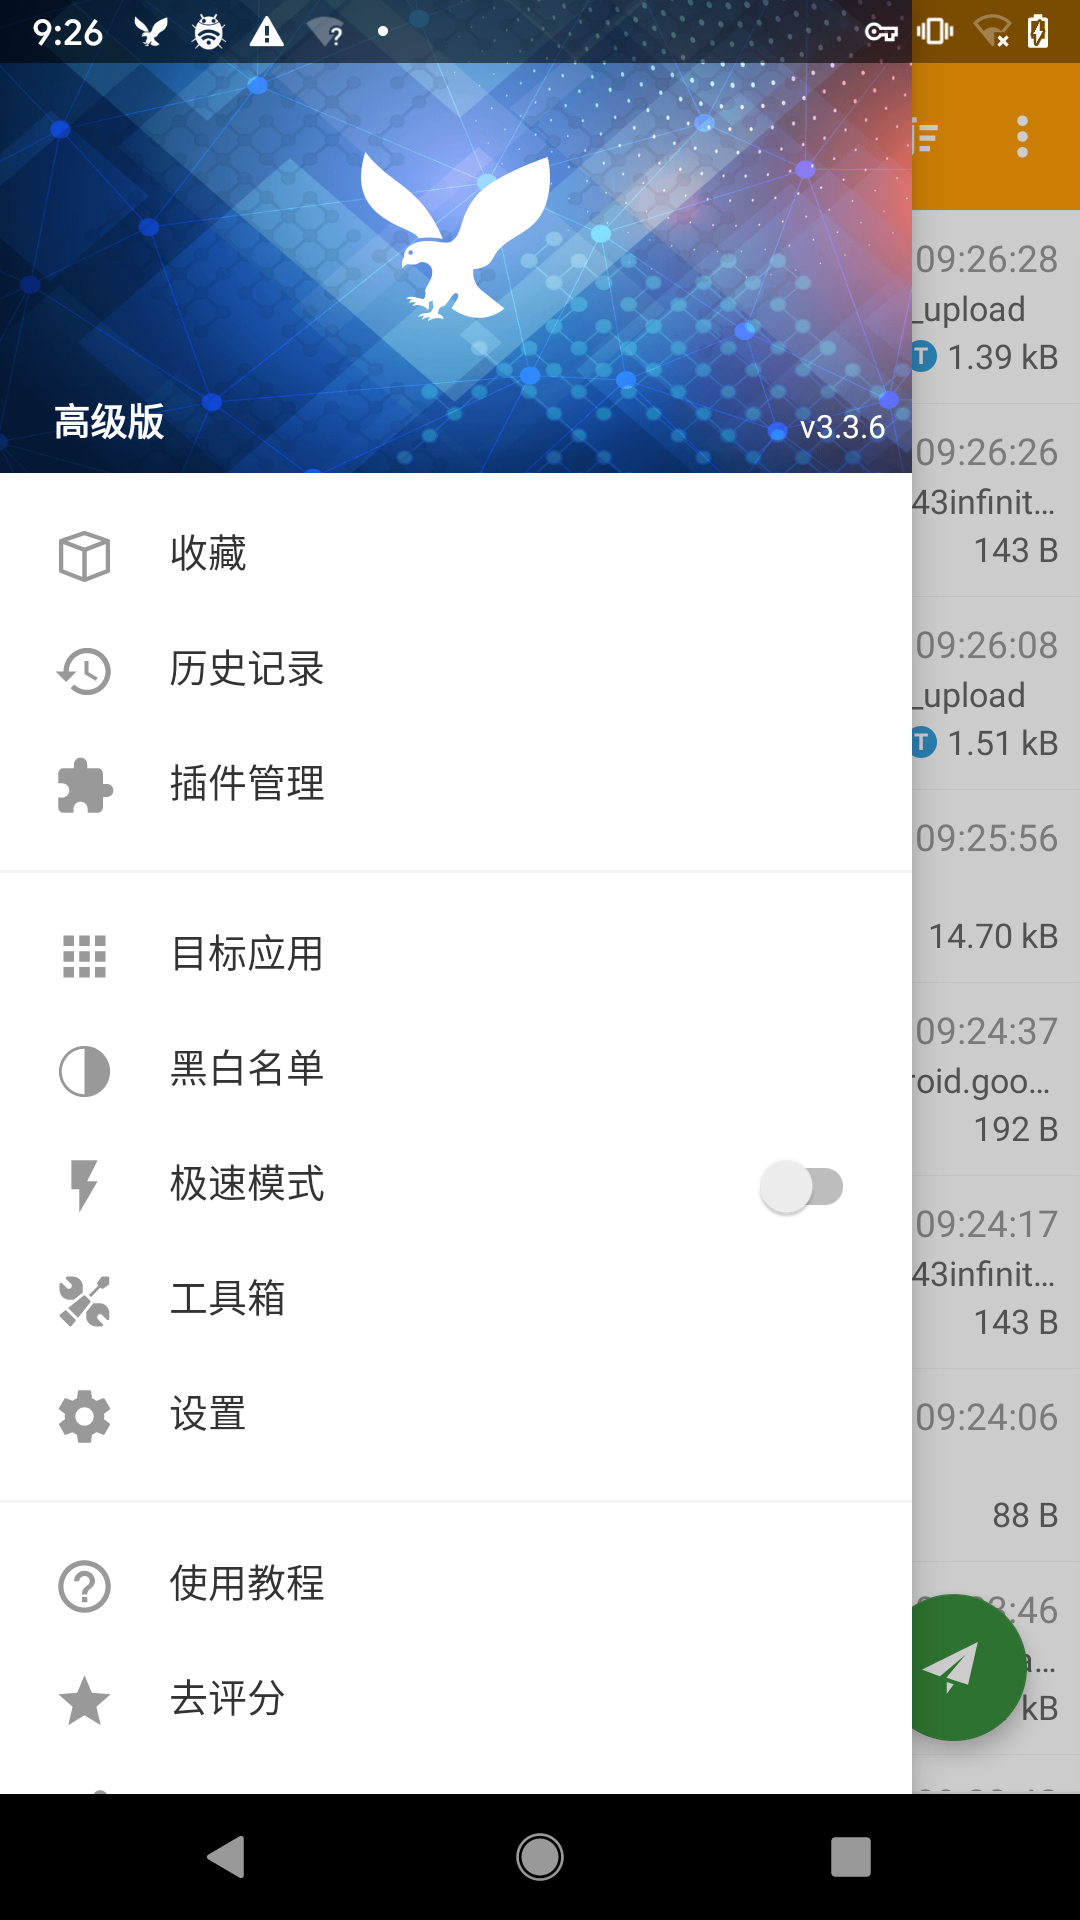 9:26
高级版
v3.3.6
收藏
历史记录
插件管理
目标应用
黑白名单
极速模式
工具箱
设置
使用教程
去评分
09:26:28
_upload
T 1.39 kB
09:26:26
43infinit...
143 B
09:26:08
_upload
T 1.51 kB
09:25:56
14.70 kB
09:24:37
roid.goo...
192 B
09:24:17
43infinit...
143 B
09:24:06
88 B
:46
a...
kB